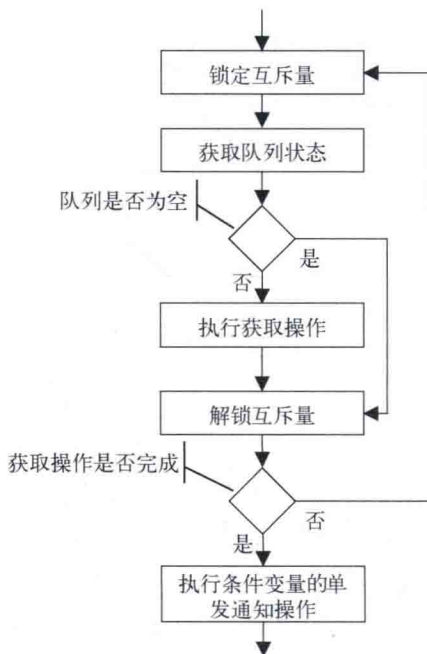 锁定互斥量
获取队列状态
队列是否为空
是
否
执行获取操作
解锁互斥量
获取操作是否完成
否
是
执行条件变量的单
发通知操作